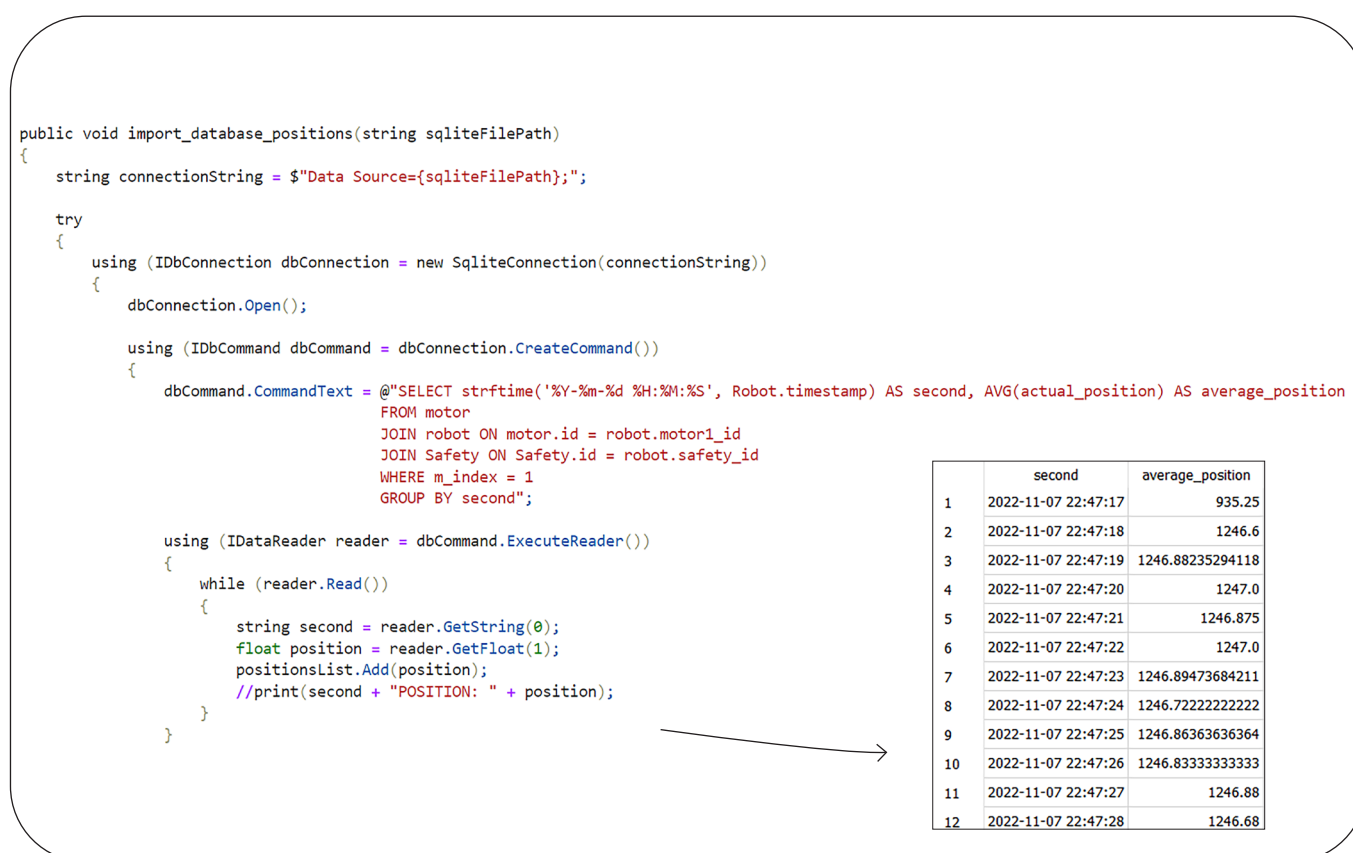 public void import_database_positions(string sqliteFilePath)
{
string connectionString = $"Data Source={sqliteFilePath};";
try
{
using (IDbConnection dbConnection = new SqliteConnection(connectionString))
{
dbConnection.Open();
using (IDbCommand dbCommand = dbConnection.CreateCommand())
{
dbCommand.CommandText = @"SELECT strftime('%Y-%m-%d %H:%M:%S', Robot.timestamp) AS second, AVG(actual_position) AS average_position
FROM motor
JOIN robot ON motor.id = robot.motor1_id
JOIN Safety ON Safety.id = robot.safety_id
WHERE m_index = 1
GROUP BY second";
using (IDataReader reader = dbCommand.ExecuteReader())
{
while (reader.Read())
{
string second = reader.GetString(0);
float position = reader.GetFloat(1);
positionsList.Add(position);
//print(second + "POSITION: " + position);
}
}
second average_position
1 2022-11-07 22:47:17 935.25
2 2022-11-07 22:47:18 1246.6
3 2022-11-07 22:47:19 1246.88235294118
4 2022-11-07 22:47:20 1247.0
5 2022-11-07 22:47:21 1246.875
6 2022-11-07 22:47:22 1247.0
7 2022-11-07 22:47:23 1246.89473684211
8 2022-11-07 22:47:24 1246.72222222222
9 2022-11-07 22:47:25 1246.86363636364
10 2022-11-07 22:47:26 1246.83333333333
11 2022-11-07 22:47:27 1246.88
12 2022-11-07 22:47:28 1246.68